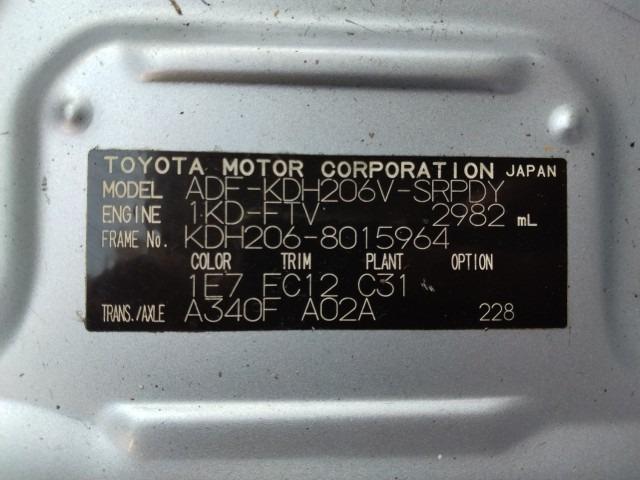 TOYOTA MOTOR CORPORATION JAPAN
MODEL ADF-KDH206V-SRPDY
ENGINE 1KD-FTV 2982 mL
FRAME No. KDH206-8015964
COLOR TRIM PLANT OPTION
1E7 FC12 C31
TRANS./AXLE A340F A02A 228